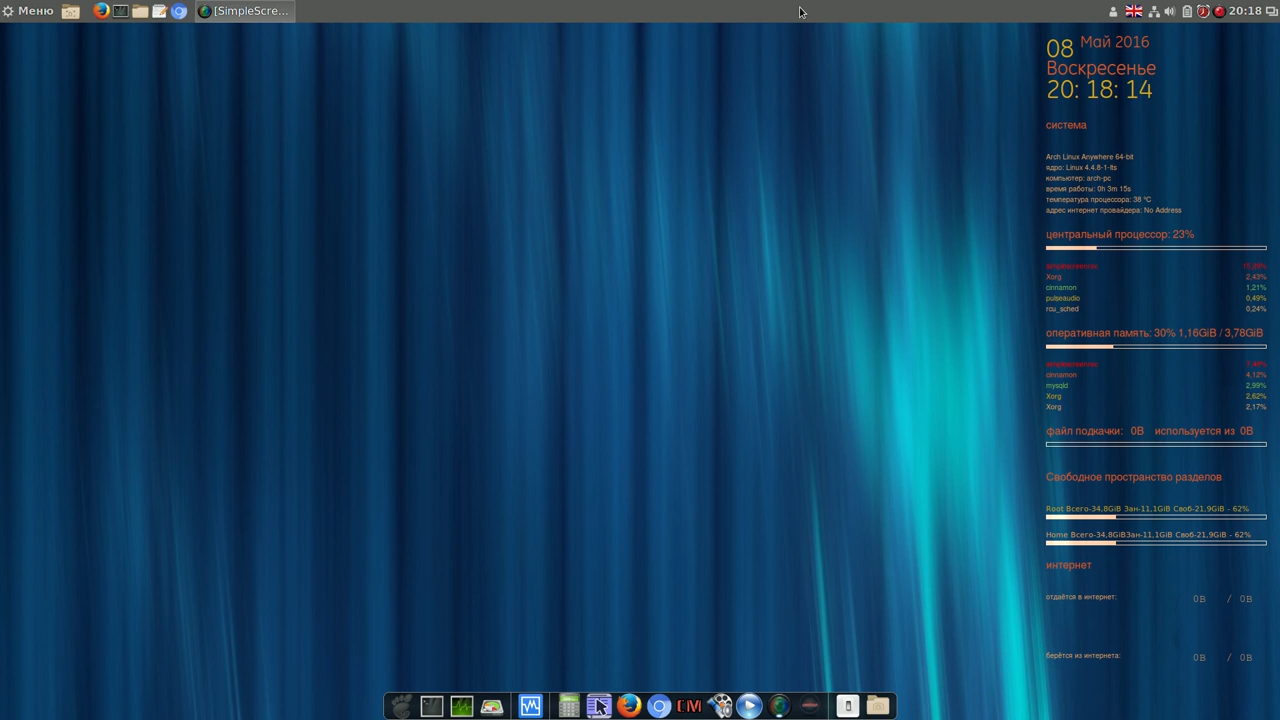 Меню
[SimpleScre...
20:18
08 Май 2016
Воскресенье
20: 18: 14
система
Arch Linux Anywhere 64-bit
ядро: Linux 4.4.8-1-lts
компьютер: arch-pc
время работы: 0h 3m 15s
температура процессора: 38 °C
адрес интернет провайдера: No Address
центральный процессор: 23%
Xorg 2,43%
cinnamon 1,21%
pulseaudio 0,49%
rcu_sched 0,24%
оперативная память: 30% 1,16GiB / 3,78GiB
cinnamon 4,12%
mysqld 2,99%
Xorg 2,62%
Xorg 2,17%
файл подкачки: 0B используется из 0B
Свободное пространство разделов
Root Всего-34,8GiB Зан-11,1GiB Своб-21,9GiB - 62%
Home Всего-34,8GiBЗан-11,1GiB Своб-21,9GiB - 62%
интернет
отдаётся в интернет: 0B / 0B
берётся из интернета: 0B / 0B
CM